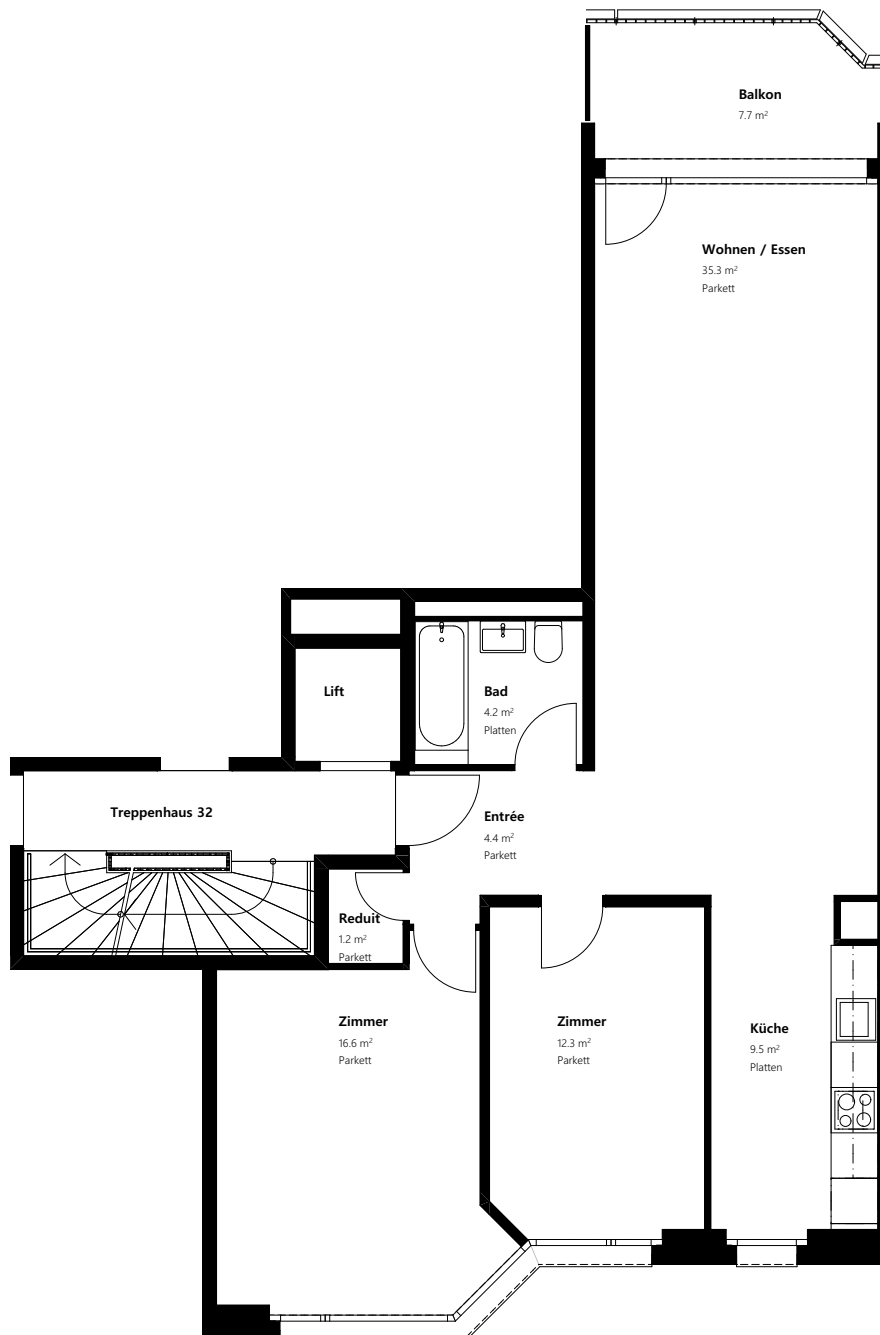 Balkon
7.7 m²
Wohnen / Essen
35.3 m²
Parkett
Lift
Bad
4.2 m²
Platten
Treppenhaus 32
Entrée
4.4 m²
Parkett
Reduit
1.2 m²
Parkett
Zimmer
16.6 m²
Parkett
Zimmer
12.3 m²
Parkett
Küche
9.5 m²
Platten